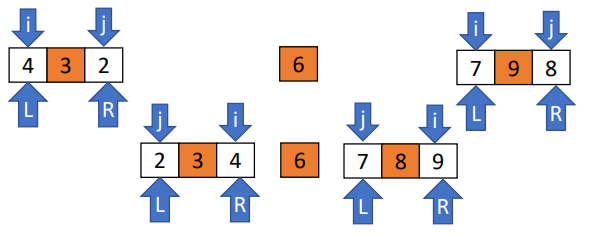 i j i j
4 3 2 6 7 9 8
L R L R
j i j i
2 3 4 6 7 8 9
L R L R